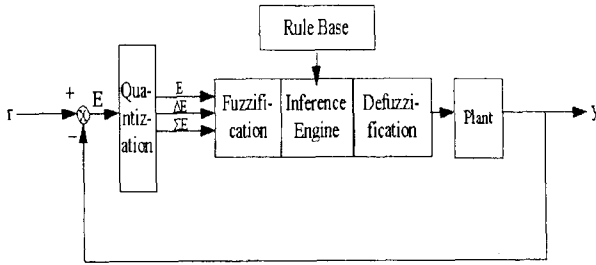 Rule Base
r
+
−
E
Qua-
ntiz-
ation
E
ΔE
ΣE
Fuzzifi-
cation
Inference
Engine
Defuzzi-
fication
Plant
y